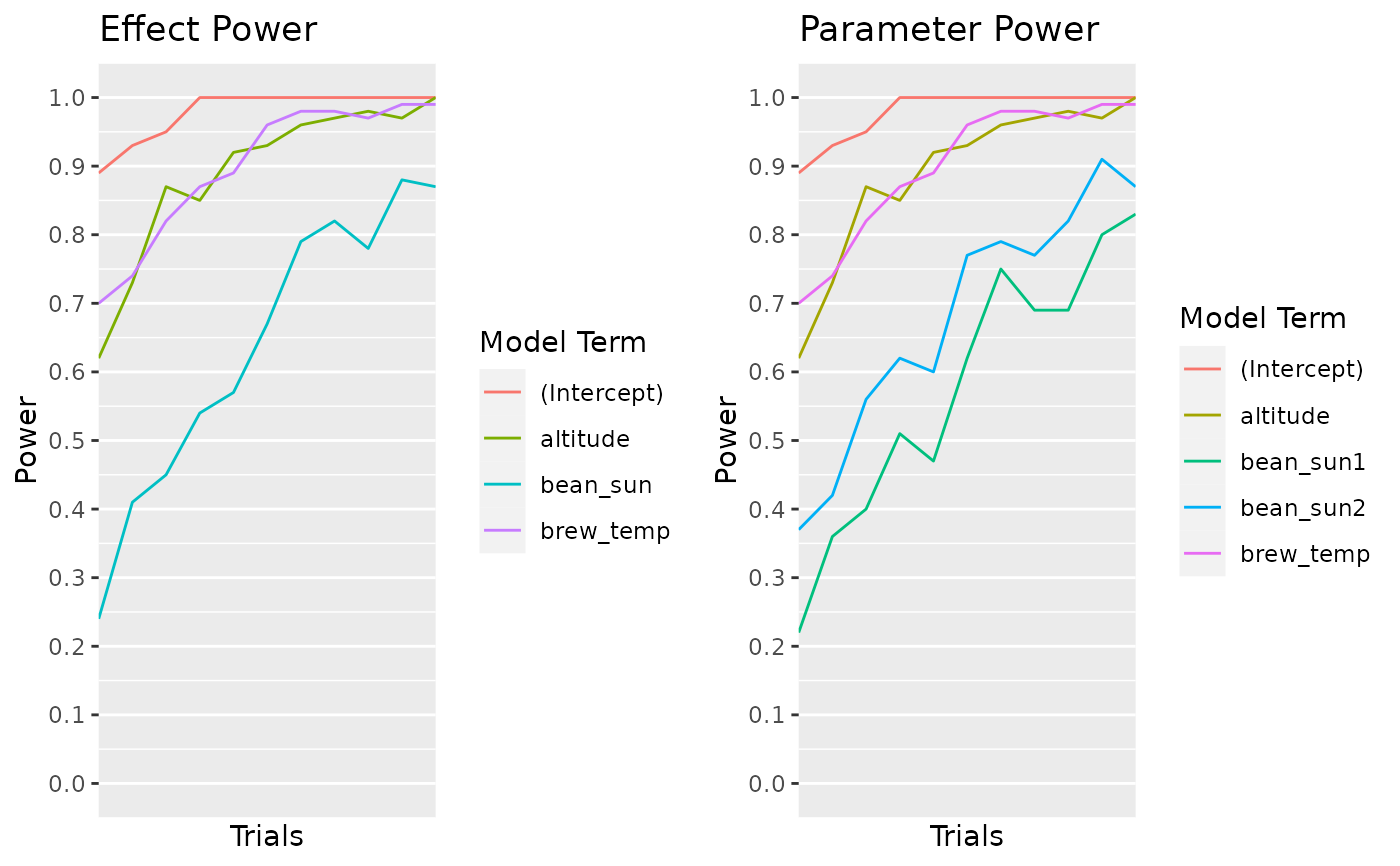 Effect Power
Power
1.0
0.9
0.8
0.7
0.6
0.5
0.4
0.3
0.2
0.1
0.0
Trials
Model Term
(Intercept)
altitude
bean_sun
brew_temp
Parameter Power
Power
1.0
0.9
0.8
0.7
0.6
0.5
0.4
0.3
0.2
0.1
0.0
Trials
Model Term
(Intercept)
altitude
bean_sun1
bean_sun2
brew_temp